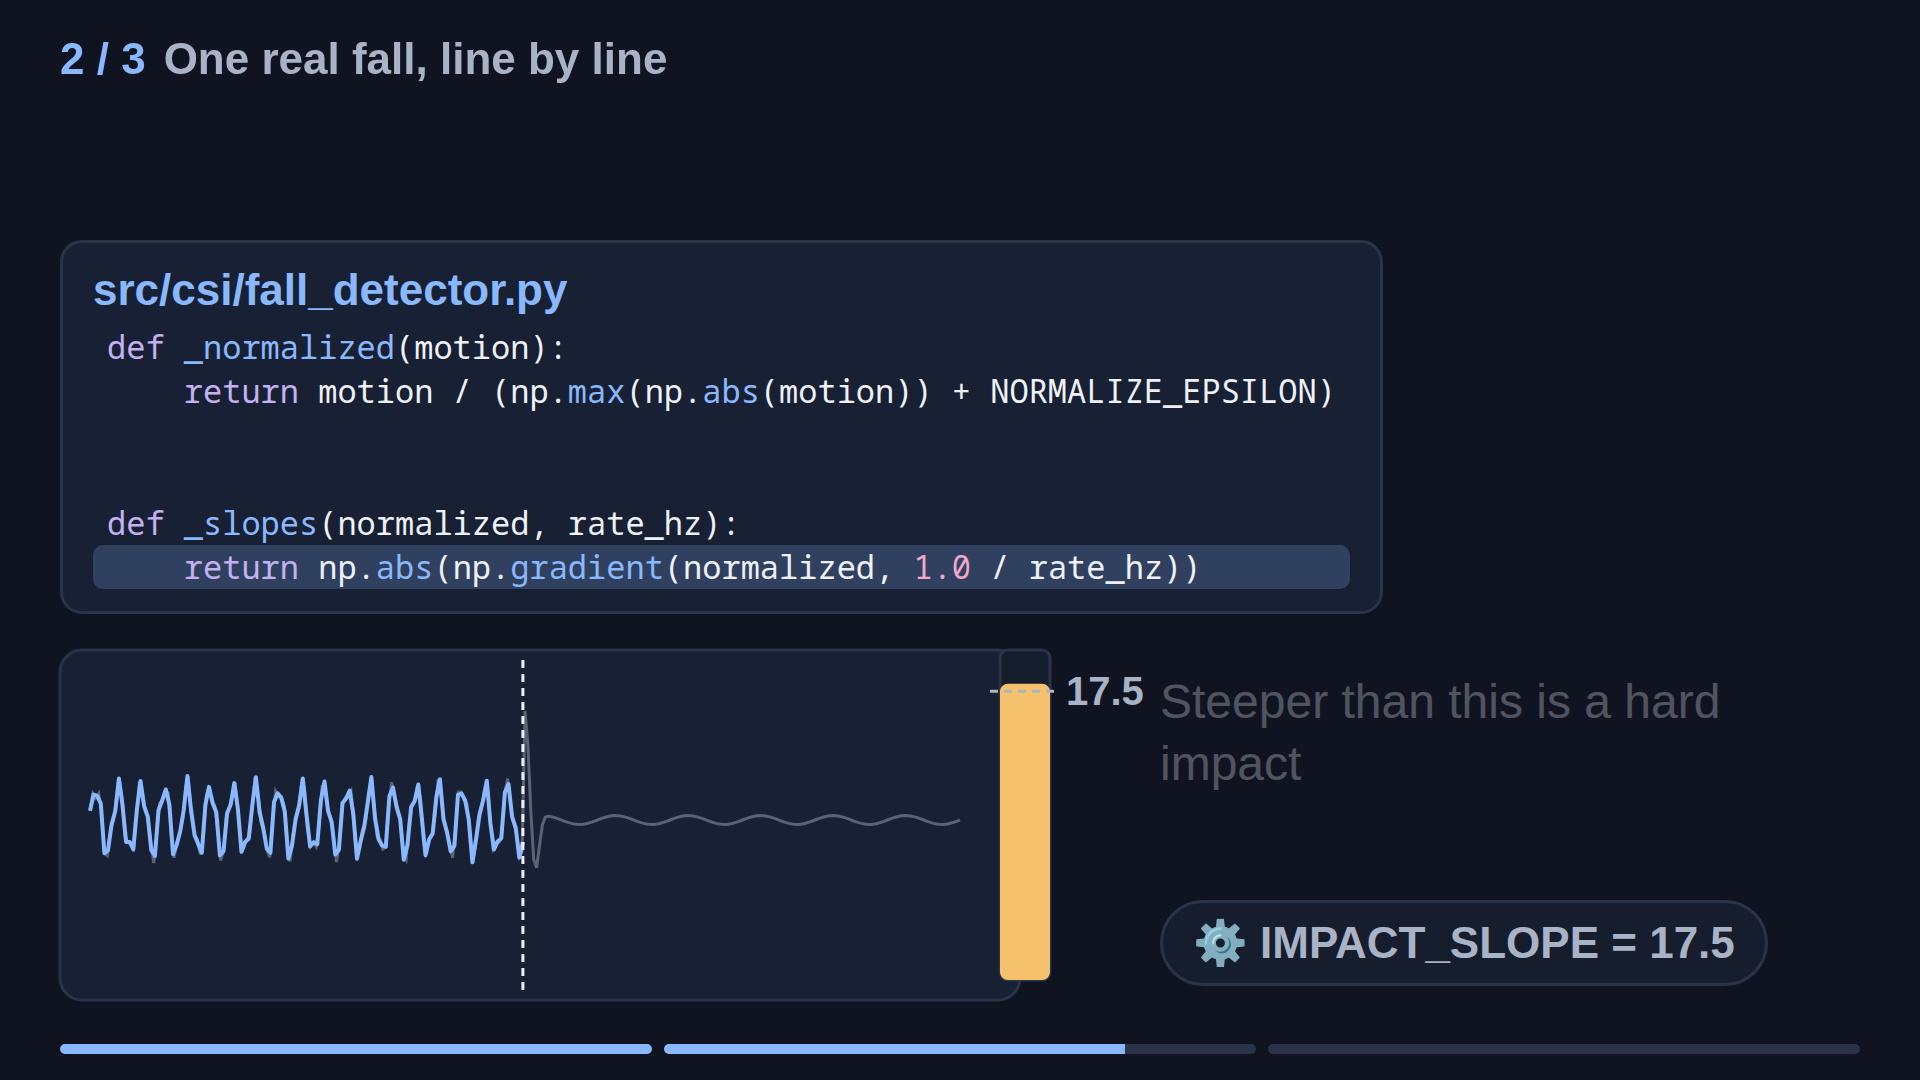 2 / 3 One real fall, line by line
src/csi/fall_detector.py
def _normalized(motion):
    return motion / (np.max(np.abs(motion)) + NORMALIZE_EPSILON)
def _slopes(normalized, rate_hz):
    return np.abs(np.gradient(normalized, 1.0 / rate_hz))
17.5
Steeper than this is a hard
impact
⚙️ IMPACT_SLOPE = 17.5